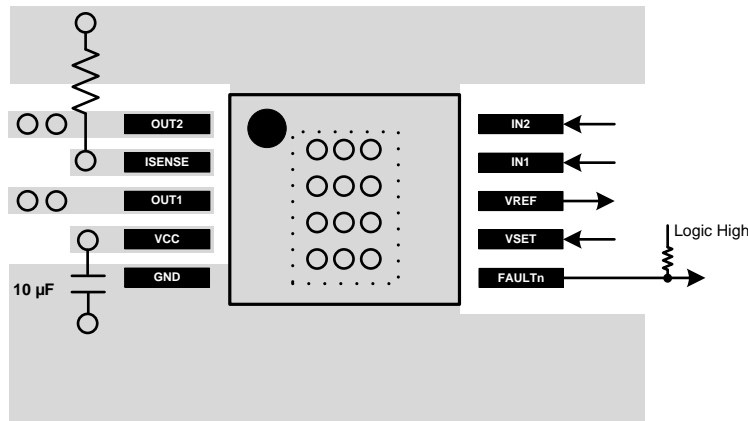 OUT2
ISENSE
OUT1
VCC
GND
10 µF
IN2
IN1
VREF
VSET
FAULTn
Logic High